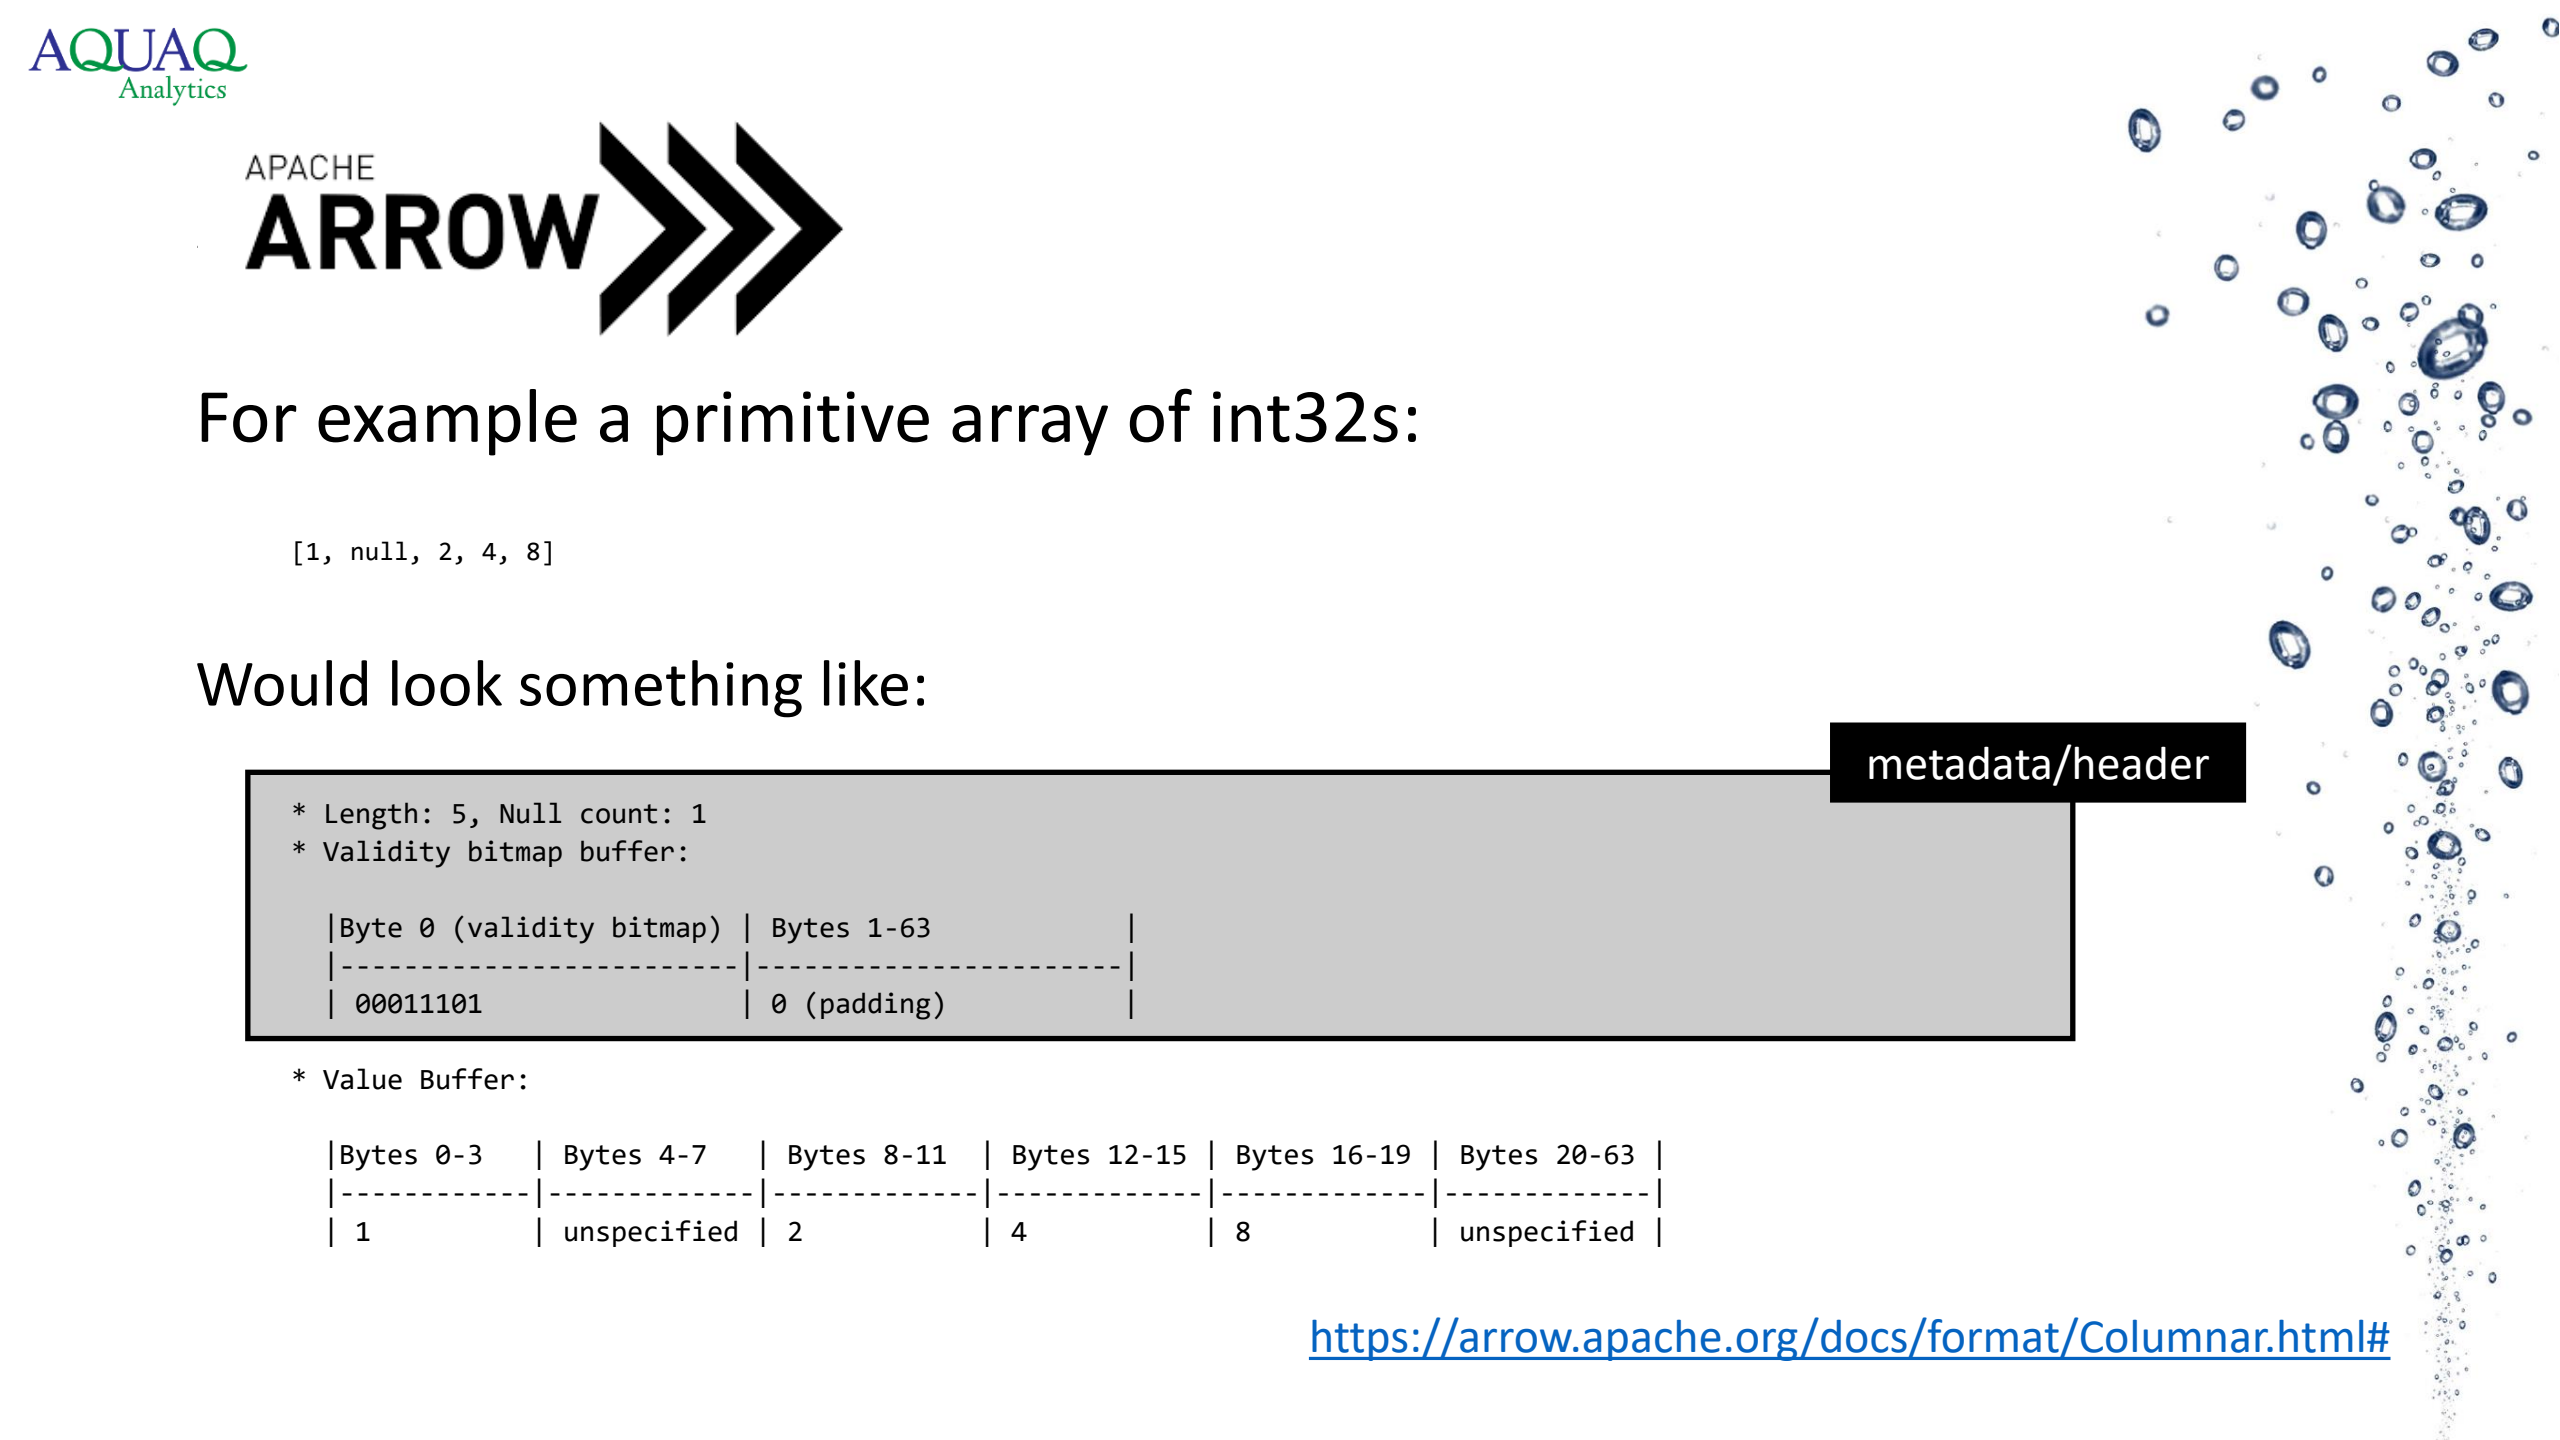 AQUAQ
Analytics
APACHE
ARROW
For example a primitive array of int32s:
[1, null, 2, 4, 8]
Would look something like:
metadata/header
* Length: 5, Null count: 1
* Validity bitmap buffer:
|Byte 0 (validity bitmap) | Bytes 1-63            |
|-------------------------|-----------------------|
| 00011101                | 0 (padding)           |
* Value Buffer:
|Bytes 0-3   | Bytes 4-7   | Bytes 8-11  | Bytes 12-15 | Bytes 16-19 | Bytes 20-63 |
|------------|-------------|-------------|-------------|-------------|-------------|
| 1          | unspecified | 2           | 4           | 8           | unspecified |
https://arrow.apache.org/docs/format/Columnar.html#